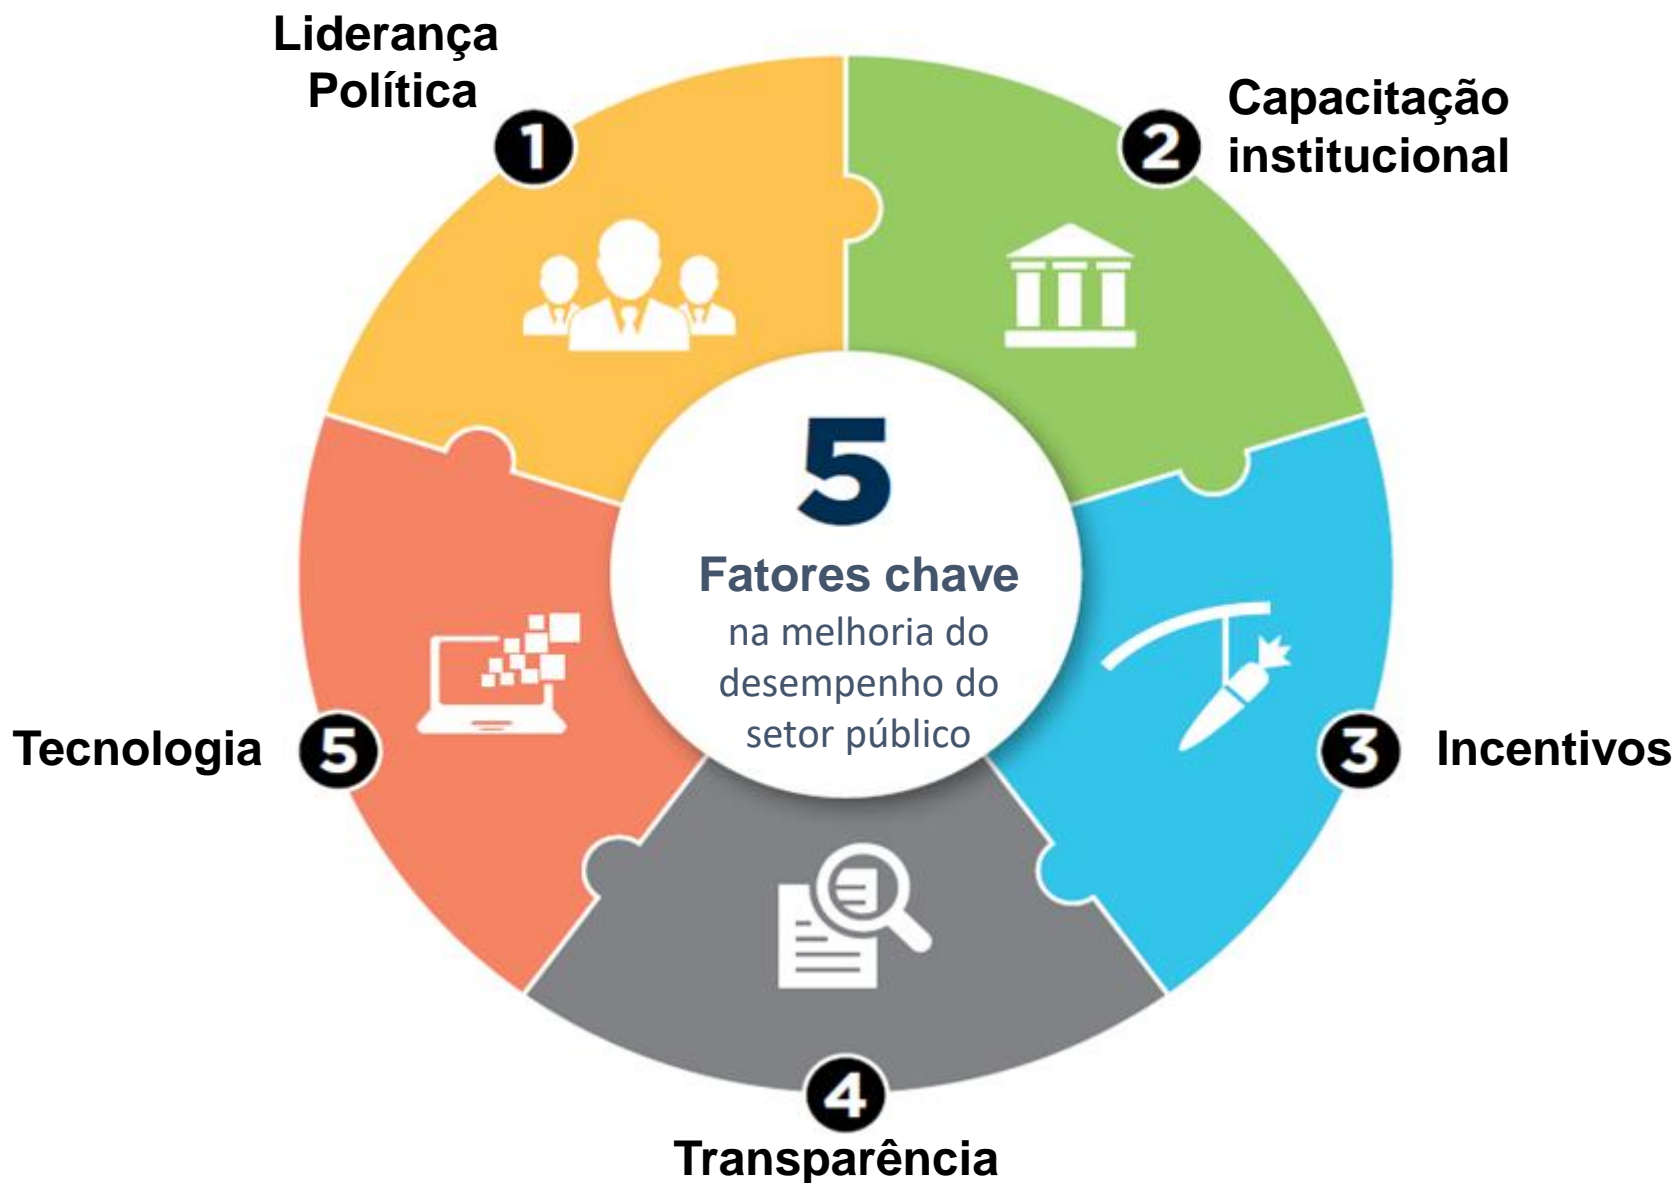 Liderança
Política
1
2
Capacitação
institucional
5
Fatores chave
na melhoria do
desempenho do
setor público
Tecnologia
5
3
Incentivos
4
Transparência